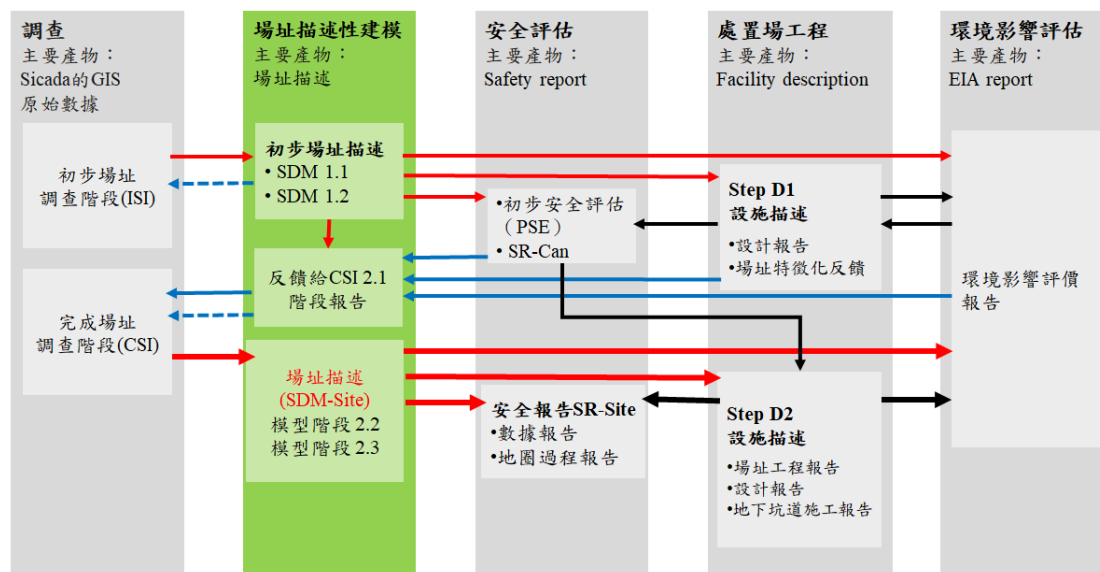 調查
主要產物：
Sicada的GIS
原始數據
初步場址
調查階段(ISI)
完成場址
調查階段(CSI)
場址描述性建模
主要產物：
場址描述
初步場址描述
• SDM 1.1
• SDM 1.2
反饋給CSI 2.1
階段報告
場址描述
(SDM-Site)
模型階段 2.2
模型階段 2.3
安全評估
主要產物：
Safety report
•初步安全評估
（PSE）
• SR-Can
安全報告SR-Site
•數據報告
•地圈過程報告
處置場工程
主要產物：
Facility description
Step D1
設施描述
•設計報告
•場址特徵化反饋
Step D2
設施描述
•場址工程報告
•設計報告
•地下坑道施工報告
環境影響評估
主要產物：
EIA report
環境影響評價
報告